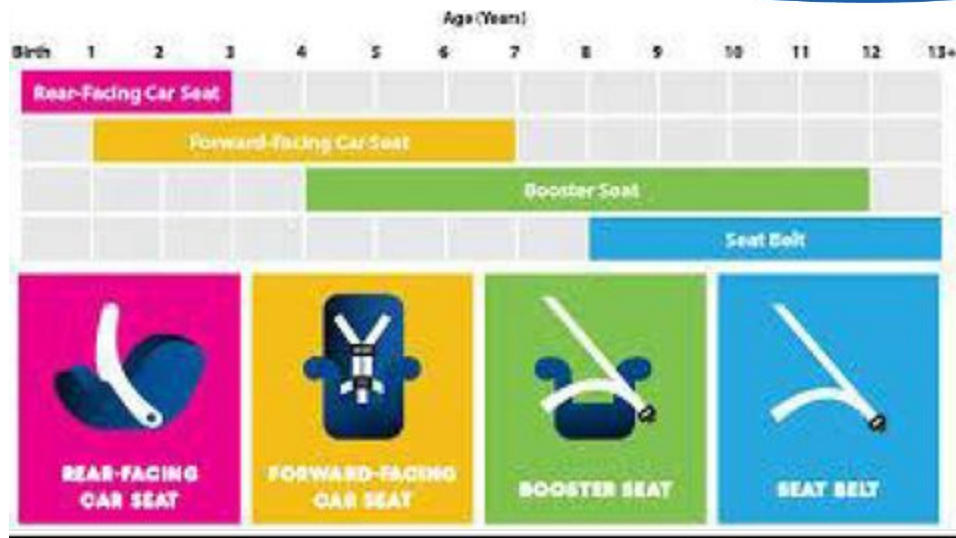 Age (Years)
Birth 1 2 3 4 5 6 7 8 9 10 11 12 13+
Rear-Facing Car Seat
Forward-Facing Car Seat
Booster Seat
Seat Belt
REAR-FACING
CAR SEAT
FORWARD-FACING
CAR SEAT
BOOSTER SEAT
SEAT BELT